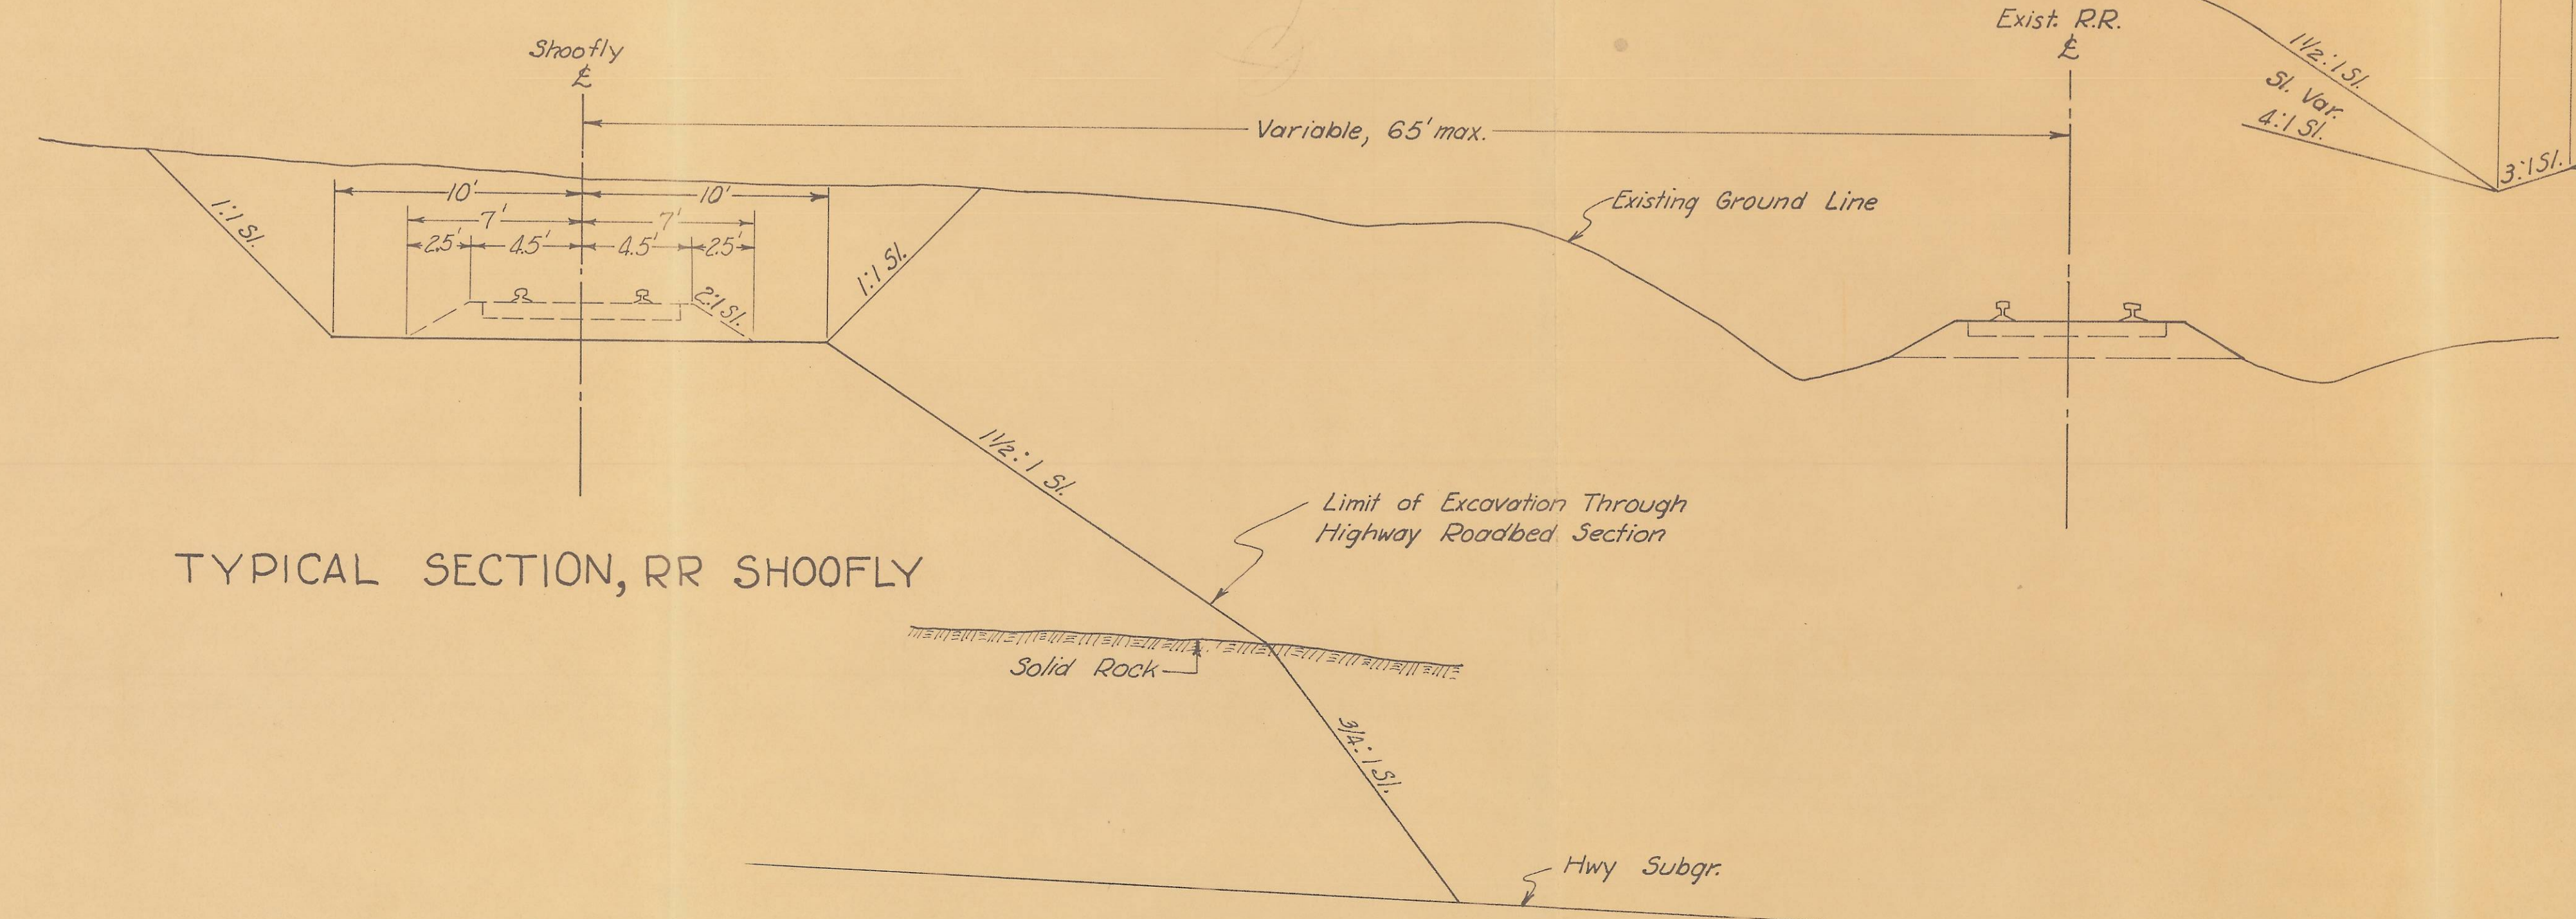 Shoofly
℄
Exist. R.R.
℄
1½:1 Sl.
Sl. Var.
4:1 Sl.
3:1 Sl.
Variable, 65' max.
Existing Ground Line
10' 10'
7' 7'
2.5' 4.5' 4.5' 2.5'
1:1 Sl.
1:1 Sl.
2:1 Sl.
1½:1 Sl.
Limit of Excavation Through
Highway Roadbed Section
TYPICAL SECTION, RR SHOOFLY
Solid Rock
3/4:1 Sl.
Hwy Subgr.